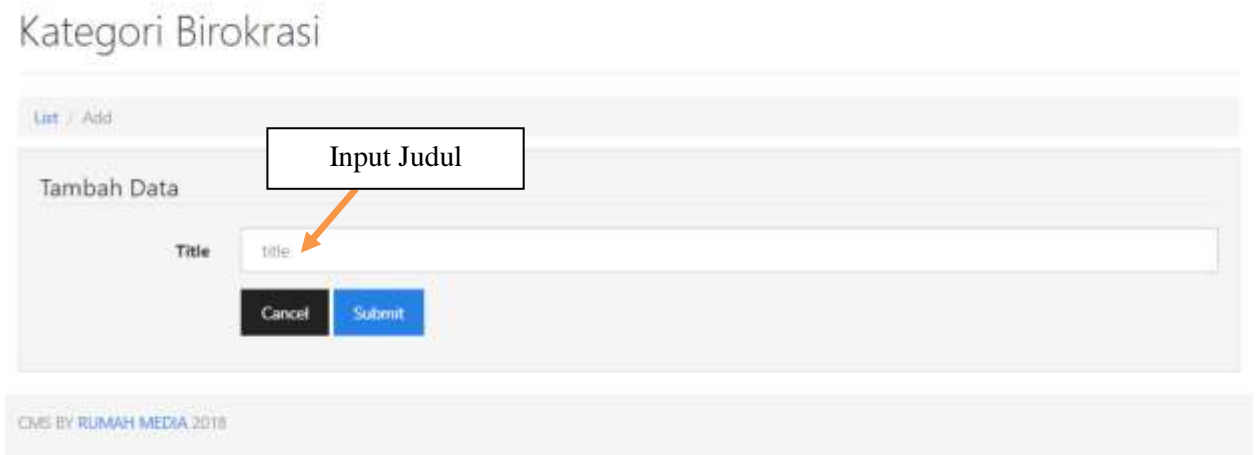 Kategori Birokrasi
List / Add
Input Judul
Tambah Data
Title title
Cancel Submit
CMS BY RUMAH MEDIA 2018